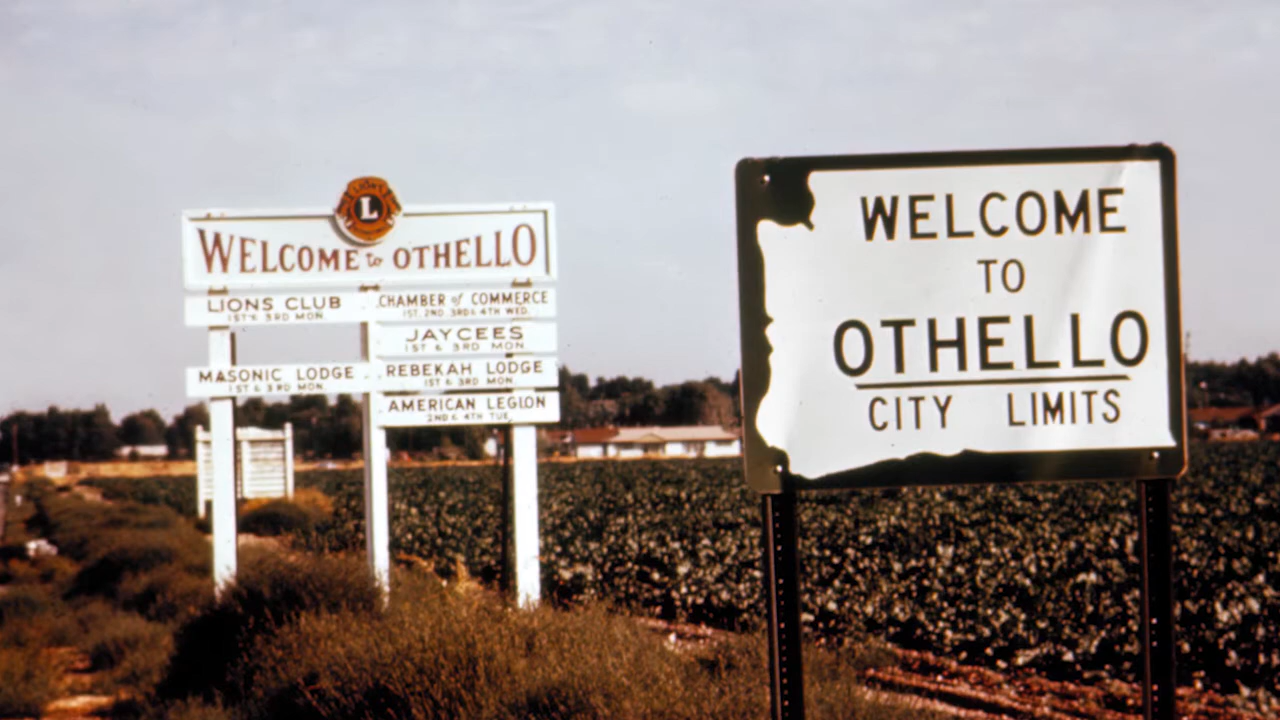 LIONS
L
WELCOME to OTHELLO
LIONS CLUB
1ST & 3RD MON.
CHAMBER of COMMERCE
1ST, 2ND, 3RD & 4TH WED.
JAYCEES
1ST & 3RD MON.
MASONIC LODGE
1ST & 3RD MON.
REBEKAH LODGE
1ST & 3RD MON.
AMERICAN LEGION
2ND & 4TH TUE.
WELCOME
TO
OTHELLO
CITY LIMITS